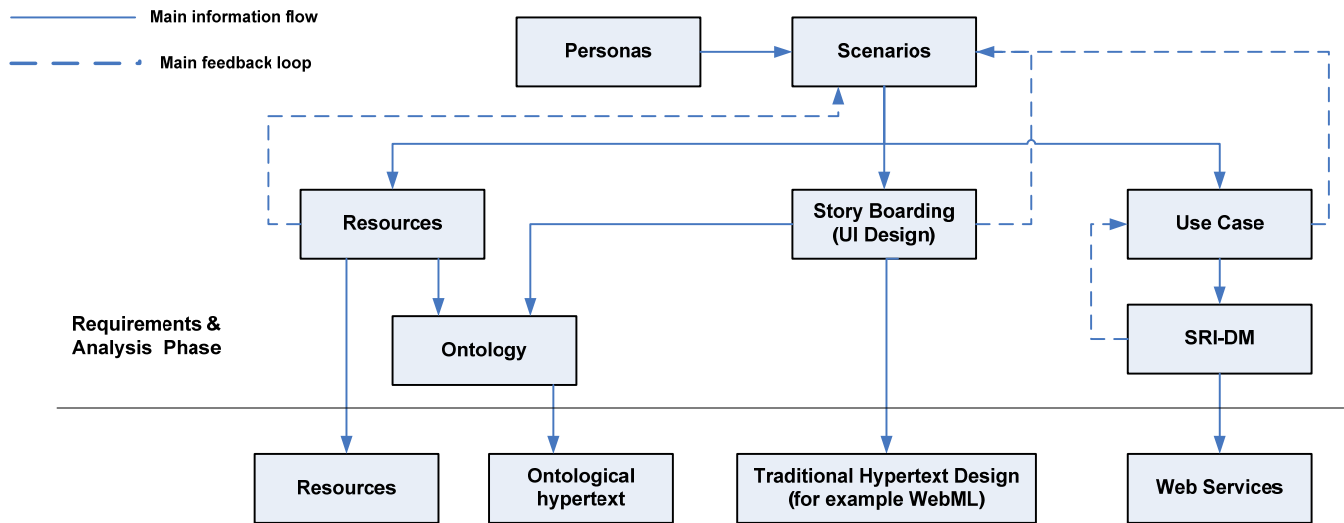 Main information flow
Main feedback loop
Personas
Scenarios
Resources
Story Boarding
(UI Design)
Use Case
Requirements &
Analysis Phase
Ontology
SRI-DM
Resources
Ontological
hypertext
Traditional Hypertext Design
(for example WebML)
Web Services